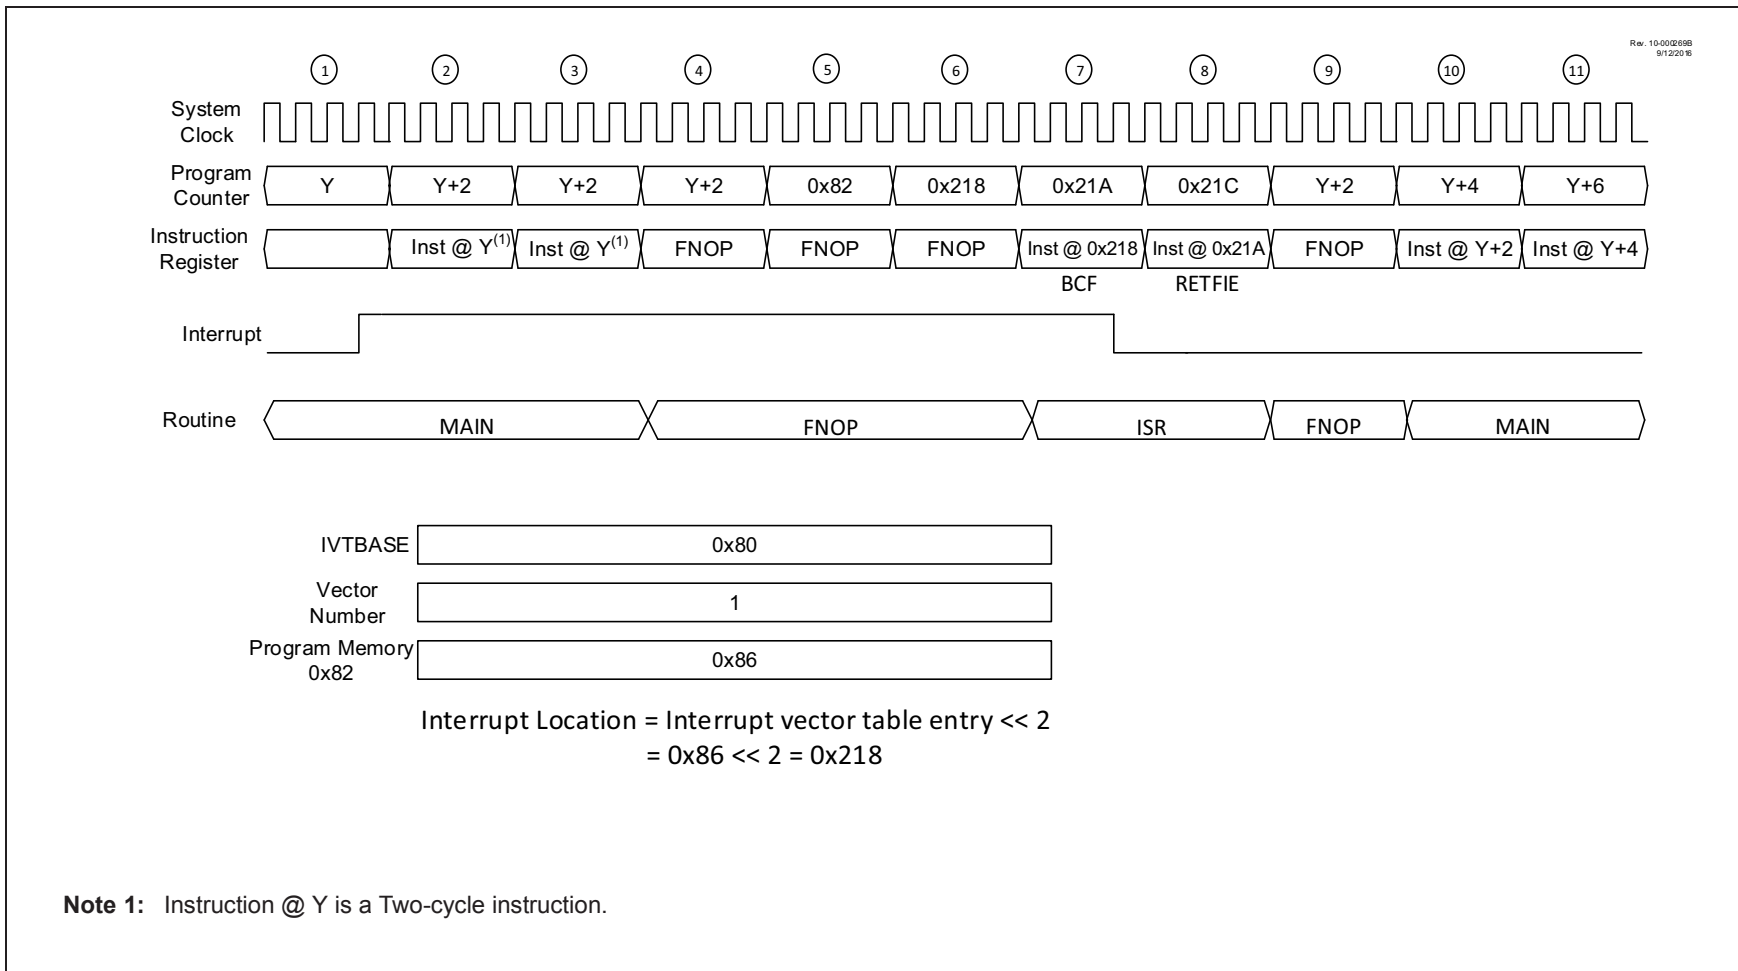 Rev. 10-000269B
9/12/2016
1 2 3 4 5 6 7 8 9 10 11
System
Clock
Program
Counter
Y Y+2 Y+2 Y+2 0x82 0x218 0x21A 0x21C Y+2 Y+4 Y+6
Instruction
Register
Inst @ Y(1) Inst @ Y(1) FNOP FNOP FNOP Inst @ 0x218 Inst @ 0x21A FNOP Inst @ Y+2 Inst @ Y+4
BCF RETFIE
Interrupt
Routine MAIN FNOP ISR FNOP MAIN
IVTBASE 0x80
Vector
Number
1
Program Memory
0x82
0x86
Interrupt Location = Interrupt vector table entry << 2
= 0x86 << 2 = 0x218
Note 1: Instruction @ Y is a Two-cycle instruction.